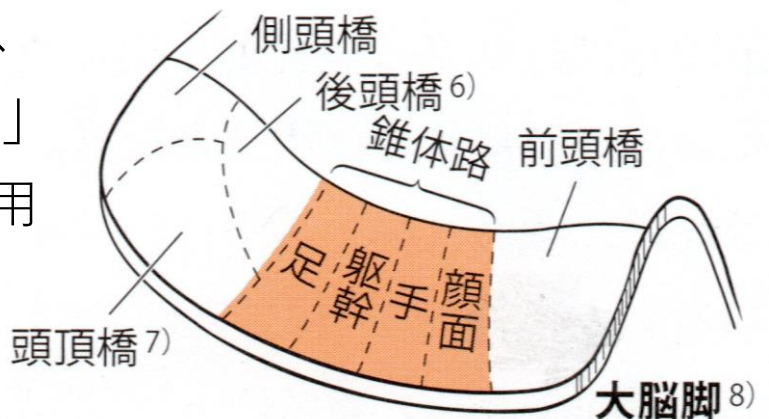 、
側頭橋
」
後頭橋6)
用
錐体路
前頭橋
足
躯幹
手
顔面
頭頂橋7)
大脳脚8)